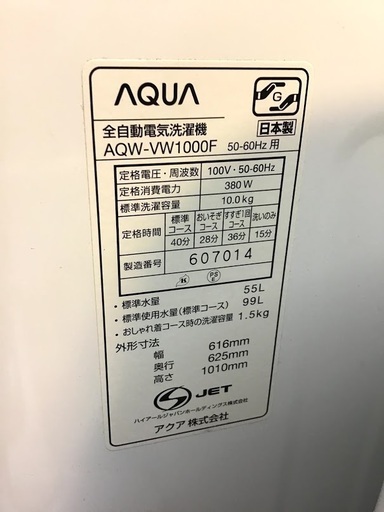 AQUA
G
全自動電気洗濯機
日本製
AQW-VW1000F 50-60Hz 用
定格電圧・周波数 100V・50-60Hz
定格消費電力 380W
標準洗濯容量 10.0kg
定格時間 標準コース 40分 おいそぎコース 28分 すすぎ1回コース 36分 洗いのみ 15分
製造番号 607014
PS E
・標準水量 55L
・標準使用水量(標準コース) 99L
・おしゃれ着コース時の洗濯容量 1.5kg
外形寸法
幅 616mm
奥行 625mm
高さ 1010mm
JET
ハイアールジャパンホールディングス株式会社
アクア 株式会社